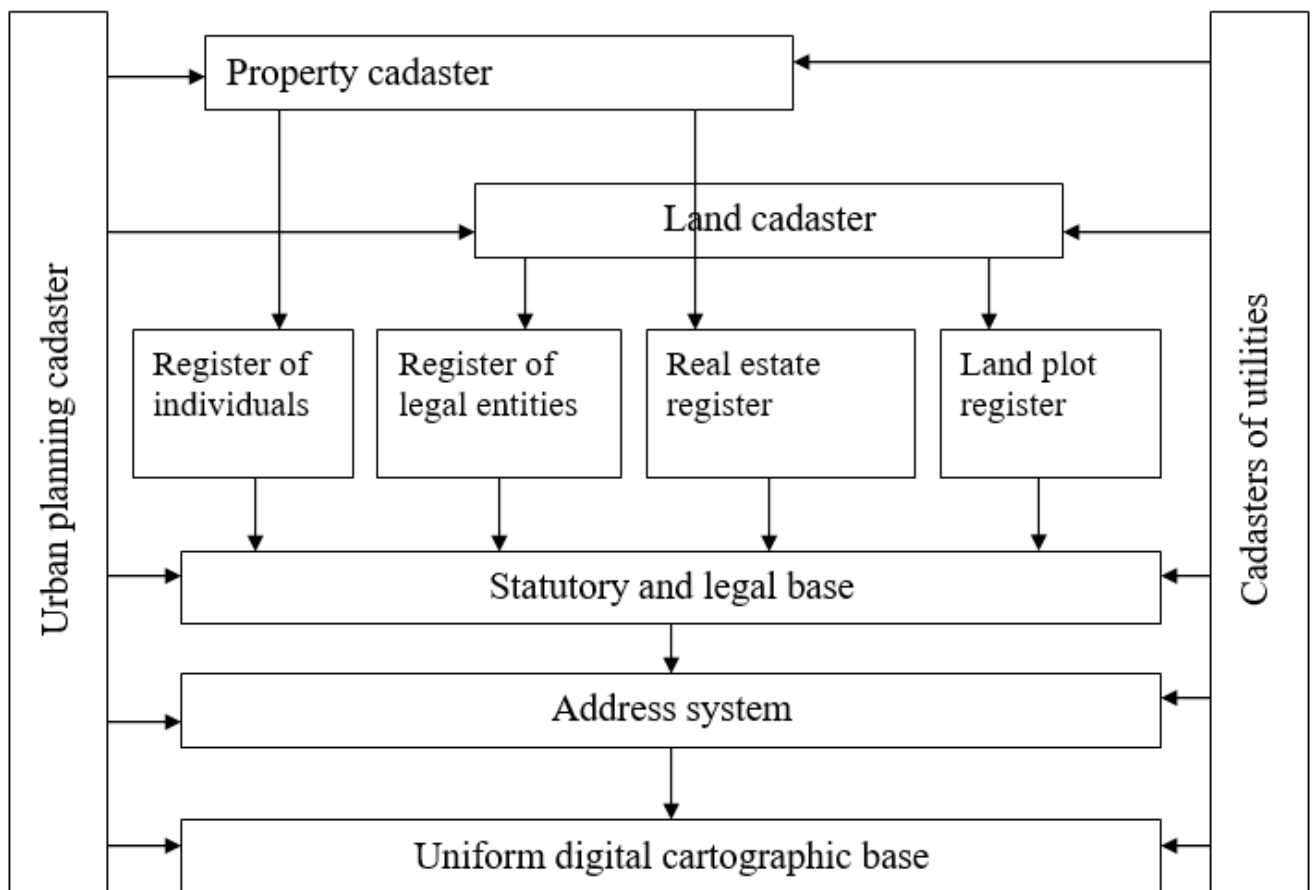 Urban planning cadaster
Property cadaster
Land cadaster
Register of
individuals
Register of
legal entities
Real estate
register
Land plot
register
Statutory and legal base
Address system
Uniform digital cartographic base
Cadasters of utilities